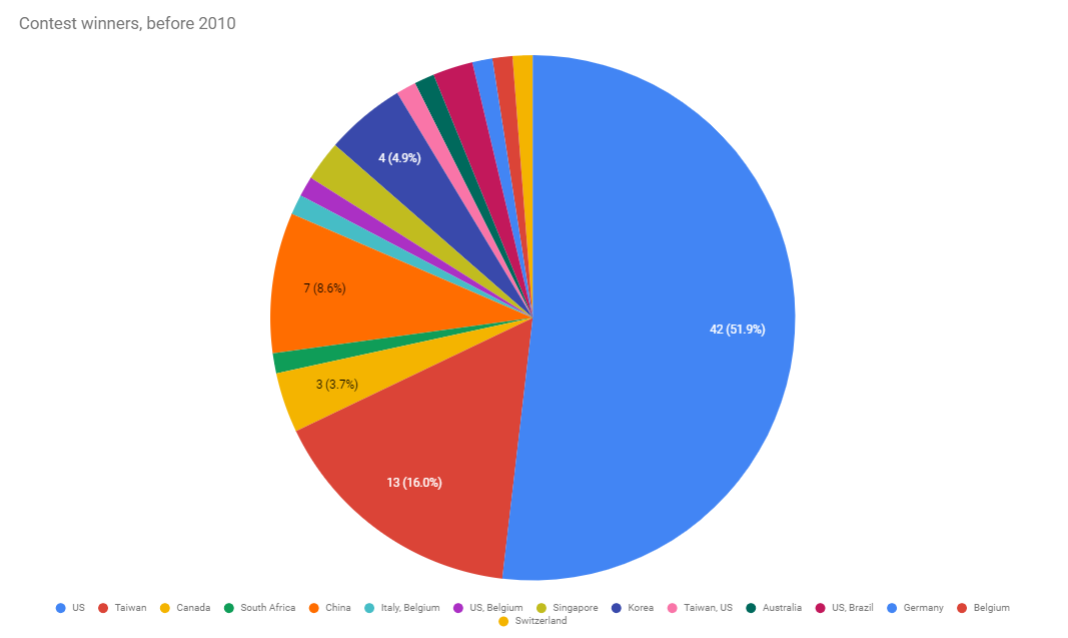 Contest winners, before 2010
4 (4.9%)
7 (8.6%)
42 (51.9%)
3 (3.7%)
13 (16.0%)
US Taiwan Canada South Africa China Italy, Belgium US, Belgium Singapore Korea Taiwan, US Australia US, Brazil Germany Belgium
Switzerland